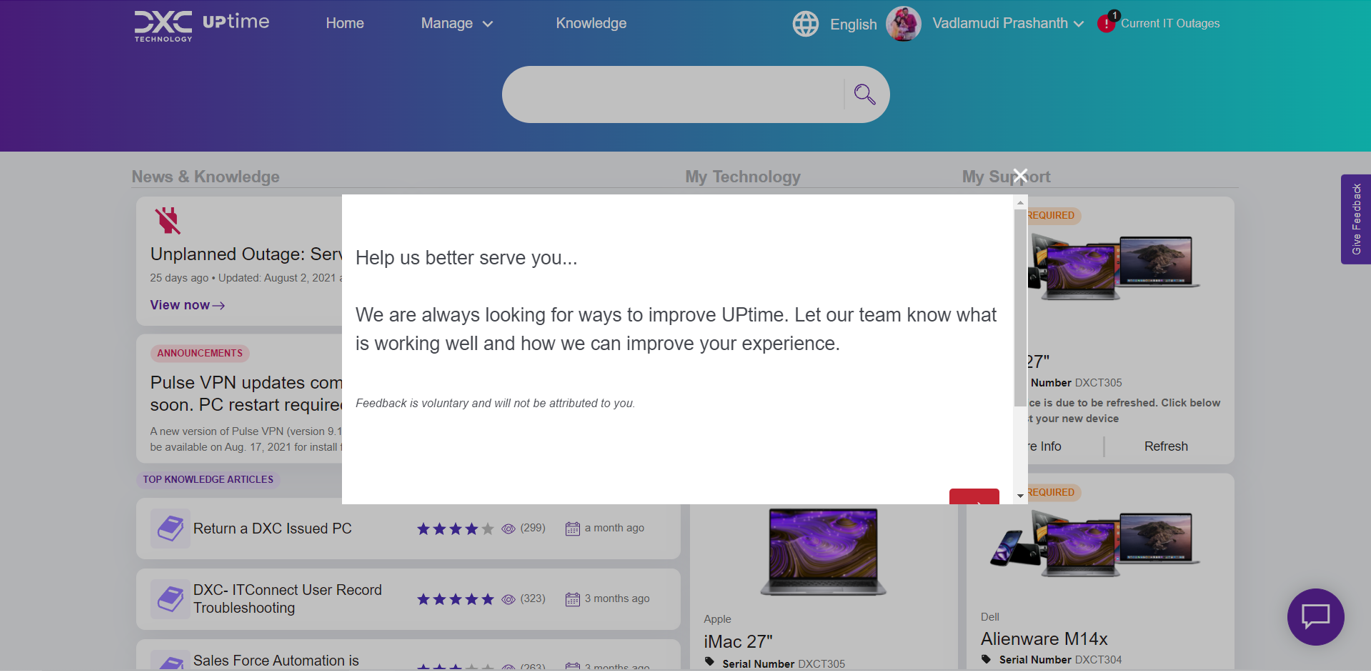 DXC
TECHNOLOGY
UPtime
Home
Manage
Knowledge
English
Vadlamudi Prashanth
1
Current IT Outages
Give Feedback
News & Knowledge
My Technology
My Support
Unplanned Outage: Serv
25 days ago • Updated: August 2, 2021
View now
ANNOUNCEMENTS
Pulse VPN updates com
soon. PC restart require
A new version of Pulse VPN (version 9.1
be available on Aug. 17, 2021 for install
TOP KNOWLEDGE ARTICLES
Return a DXC Issued PC
(299)
a month ago
DXC- ITConnect User Record
Troubleshooting
(323)
3 months ago
Sales Force Automation is
(263)
3 months ago
Help us better serve you...
We are always looking for ways to improve UPtime. Let our team know what
is working well and how we can improve your experience.
Feedback is voluntary and will not be attributed to you.
Apple
iMac 27"
Serial Number DXCT305
REQUIRED
27"
Number DXCT305
ce is due to be refreshed. Click below
t your new device
re Info
Refresh
REQUIRED
Dell
Alienware M14x
Serial Number DXCT304